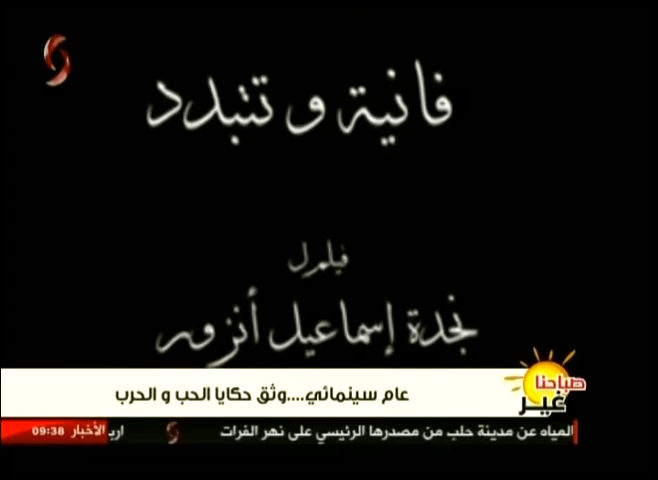 فانية و تتبدد
فيلم ل
نجدة إسماعيل أنزور
صباحنا
غير
عام سينمائي....وثق حكايا الحب و الحرب
المياه عن مدينة حلب من مصدرها الرئيسي على نهر الفرات
اري
الأخبار 09:38